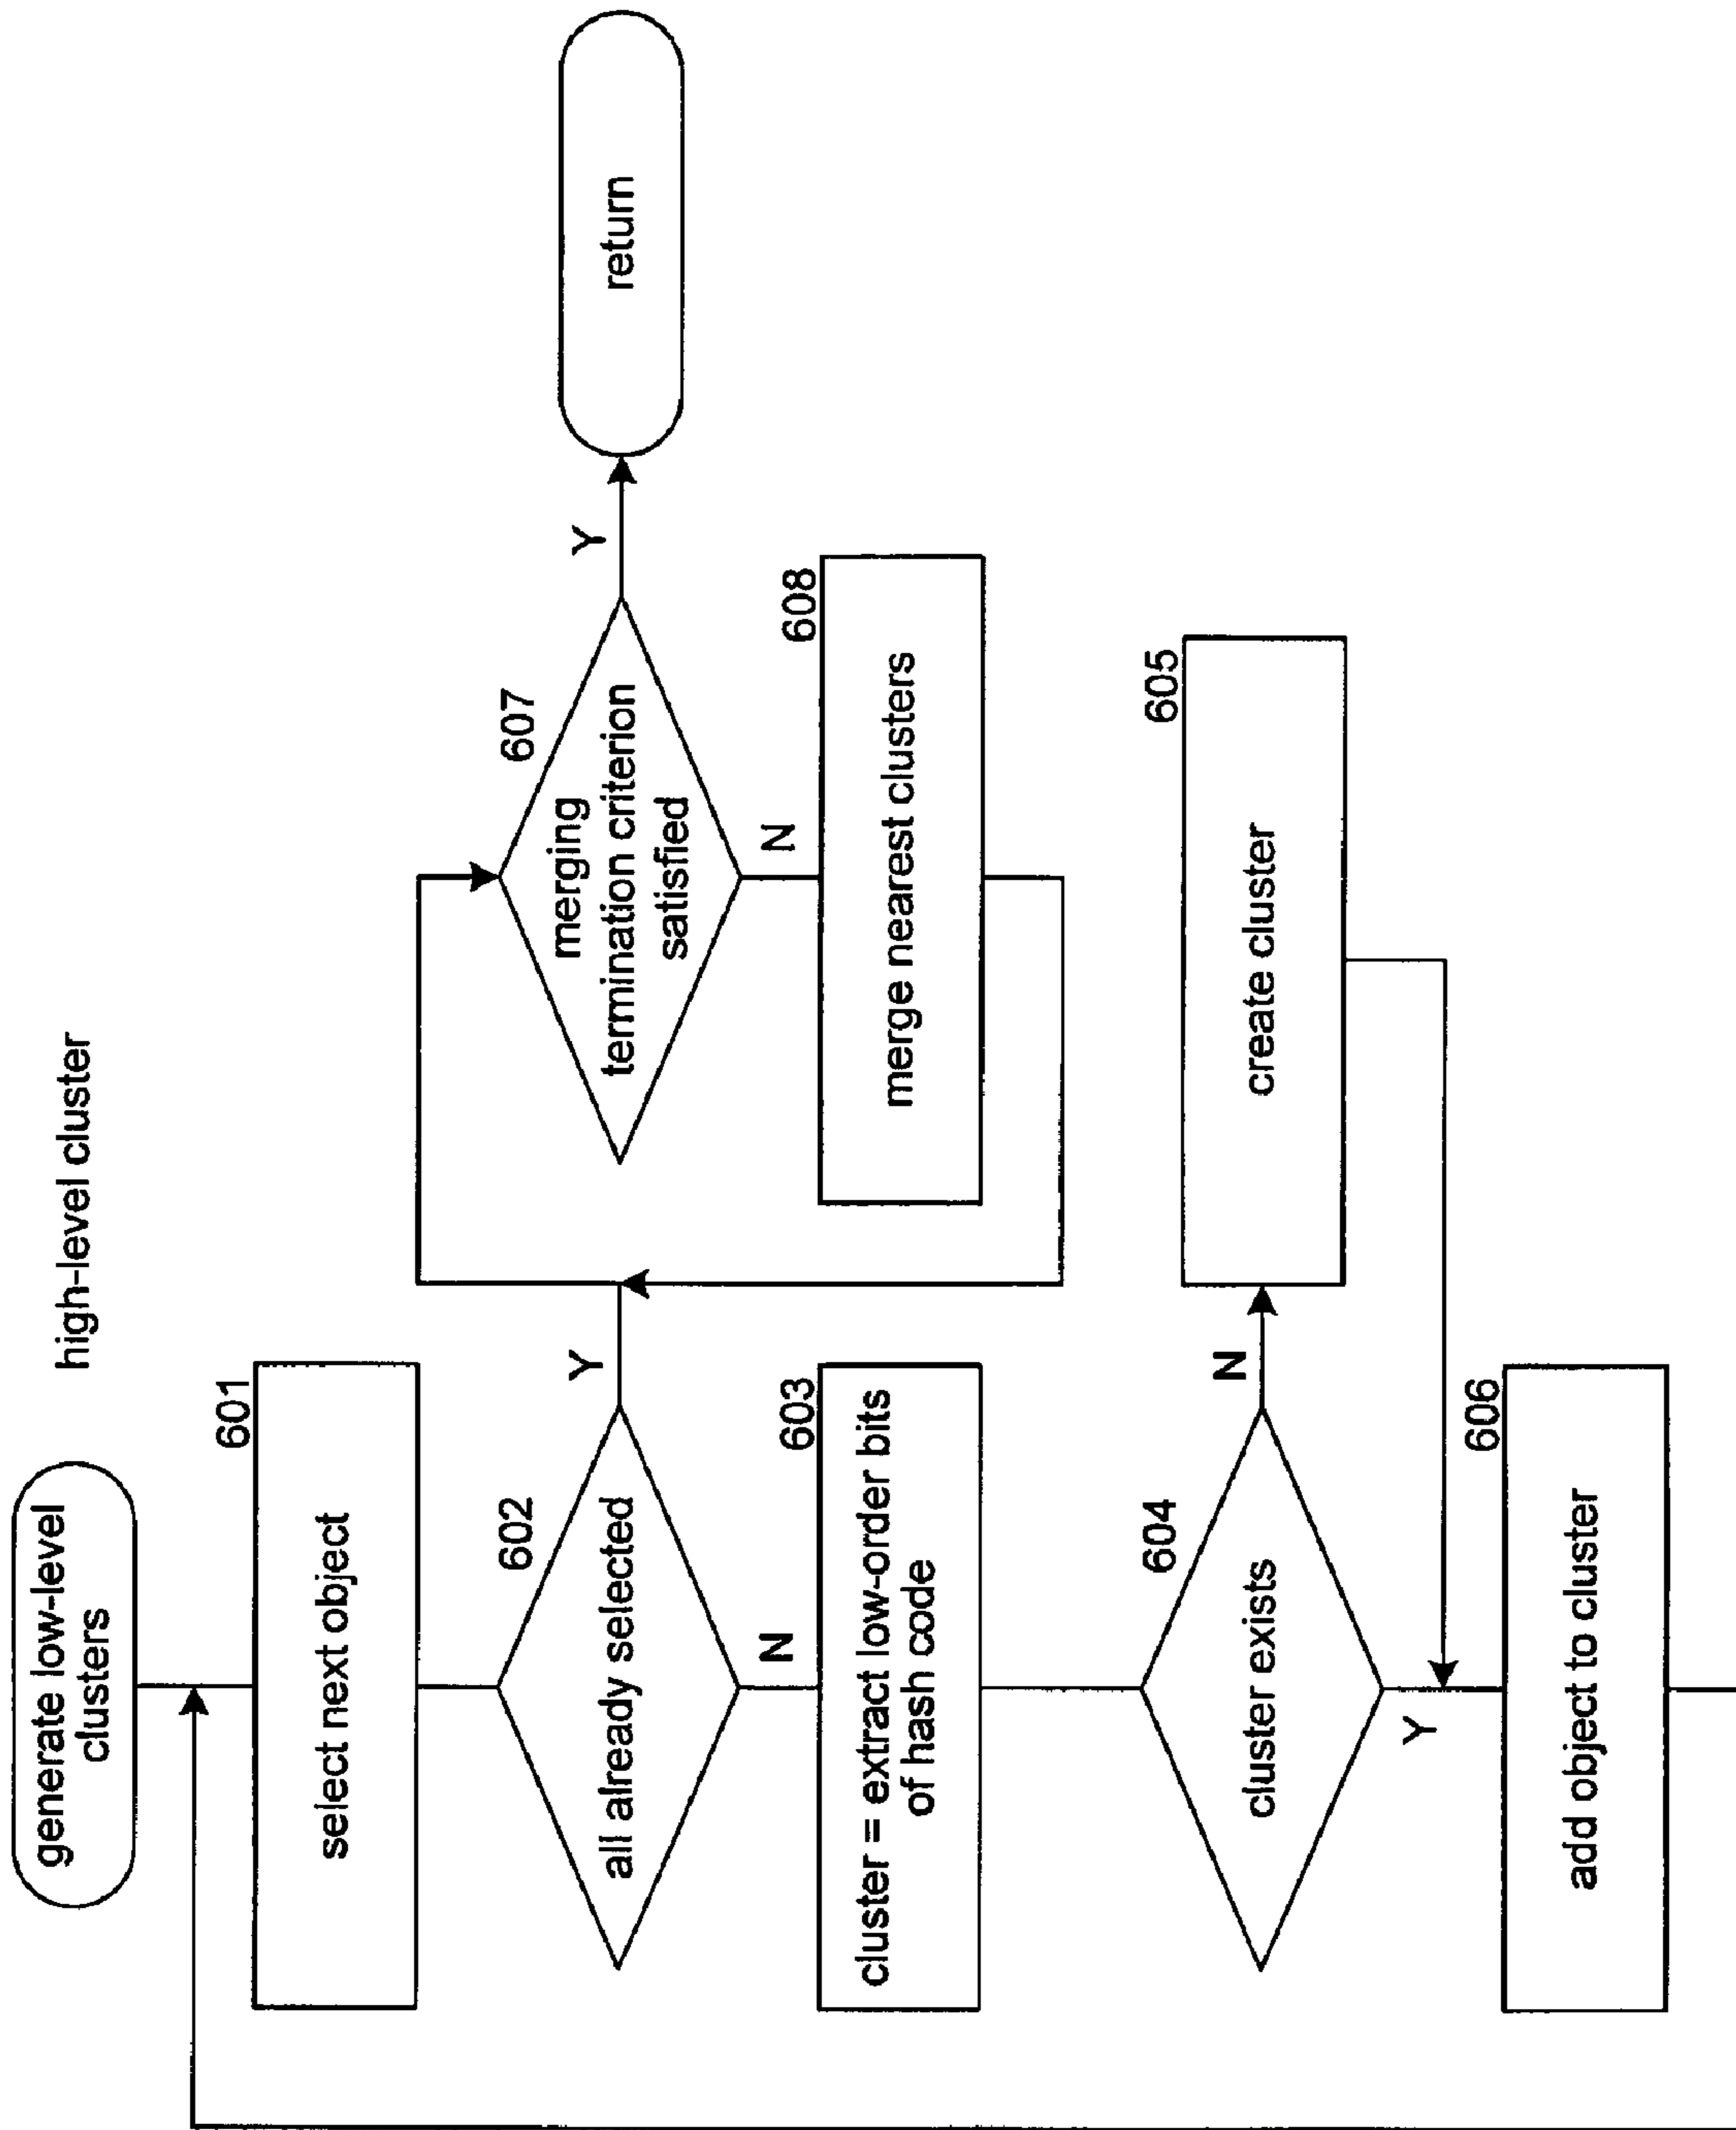 generate low-level
clusters
high-level cluster
601
select next object
602
all already selected
Y
N
603
cluster = extract low-order bits
of hash code
604
cluster exists
N
Y
605
create cluster
606
add object to cluster
607
merging
termination criterion
satisfied
Y
N
608
merge nearest clusters
return